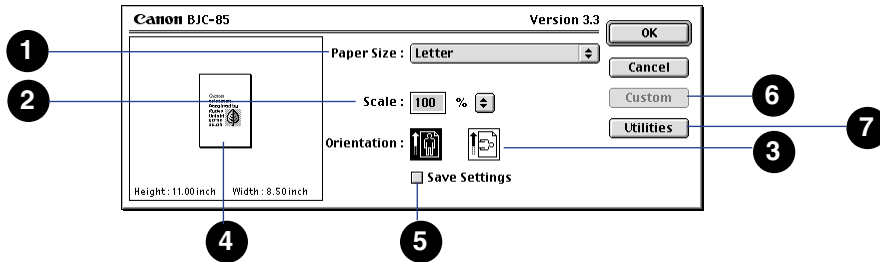 Canon BJC-85
Version 3.3
OK
1
Paper Size : Letter
Cancel
2
Scale : 100 %
Custom
6
Utilities
7
Orientation :
3
Save Settings
Height : 11.00 inch Width : 8.50 inch
4
5